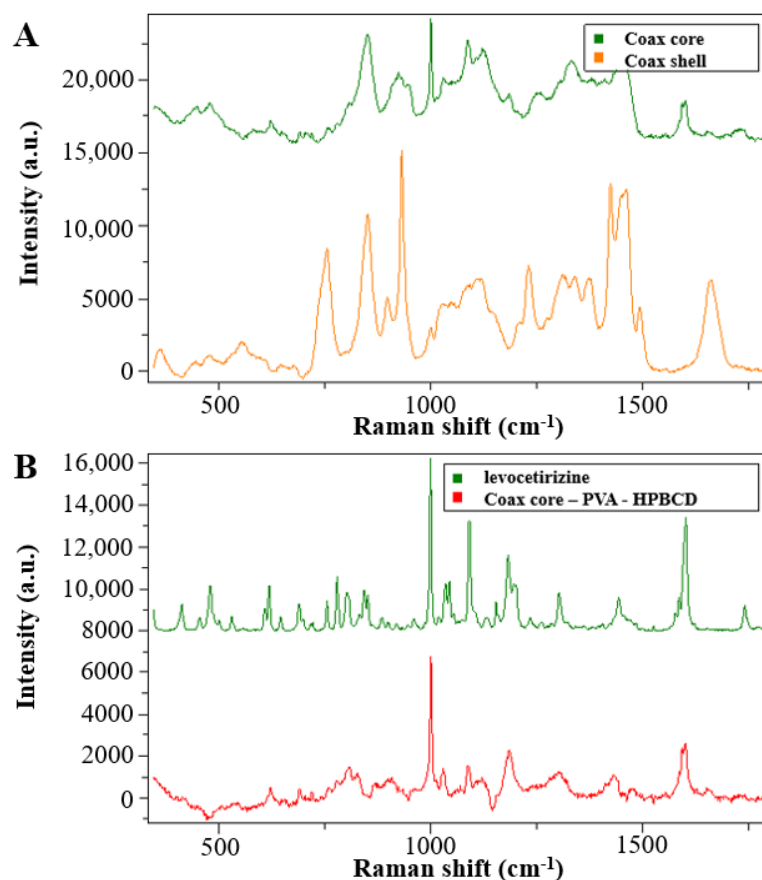 A
Coax core
Coax shell
20,000
15,000
10,000
5000
0
Intensity (a.u.)
500
1000
1500
Raman shift (cm-1)
B
levocetirizine
Coax core – PVA - HPBCD
16,000
14,000
12,000
10,000
8000
6000
4000
2000
0
Intensity (a.u.)
500
1000
1500
Raman shift (cm-1)